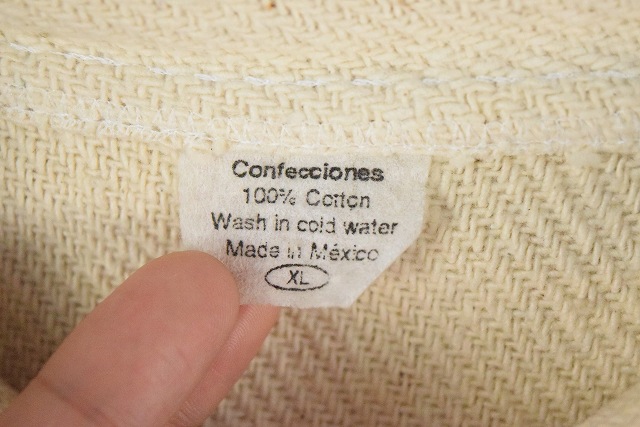 Confecciones
100% Cotton
Wash in cold water
Made in México
XL